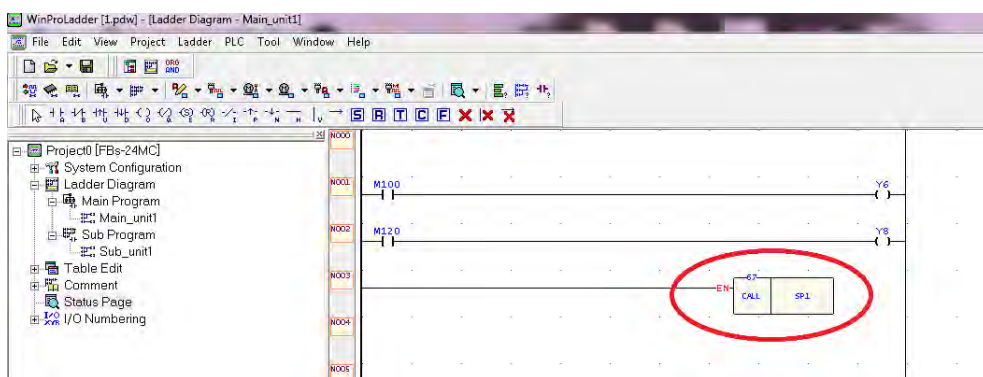 WinProLadder [1.pdw] - [Ladder Diagram - Main_unit1]
File Edit View Project Ladder PLC Tool Window Help
ORG
AND
A B U D O Q S R I P N
S R T C F X X X
Project0 [FBs-24MC]
System Configuration
Ladder Diagram
Main Program
Main_unit1
Sub Program
Sub_unit1
Table Edit
Comment
Status Page
I/O Numbering
N000
N001 M100 Y6
N002 M120 Y8
N003 EN 67 CALL SP1
N004
N005